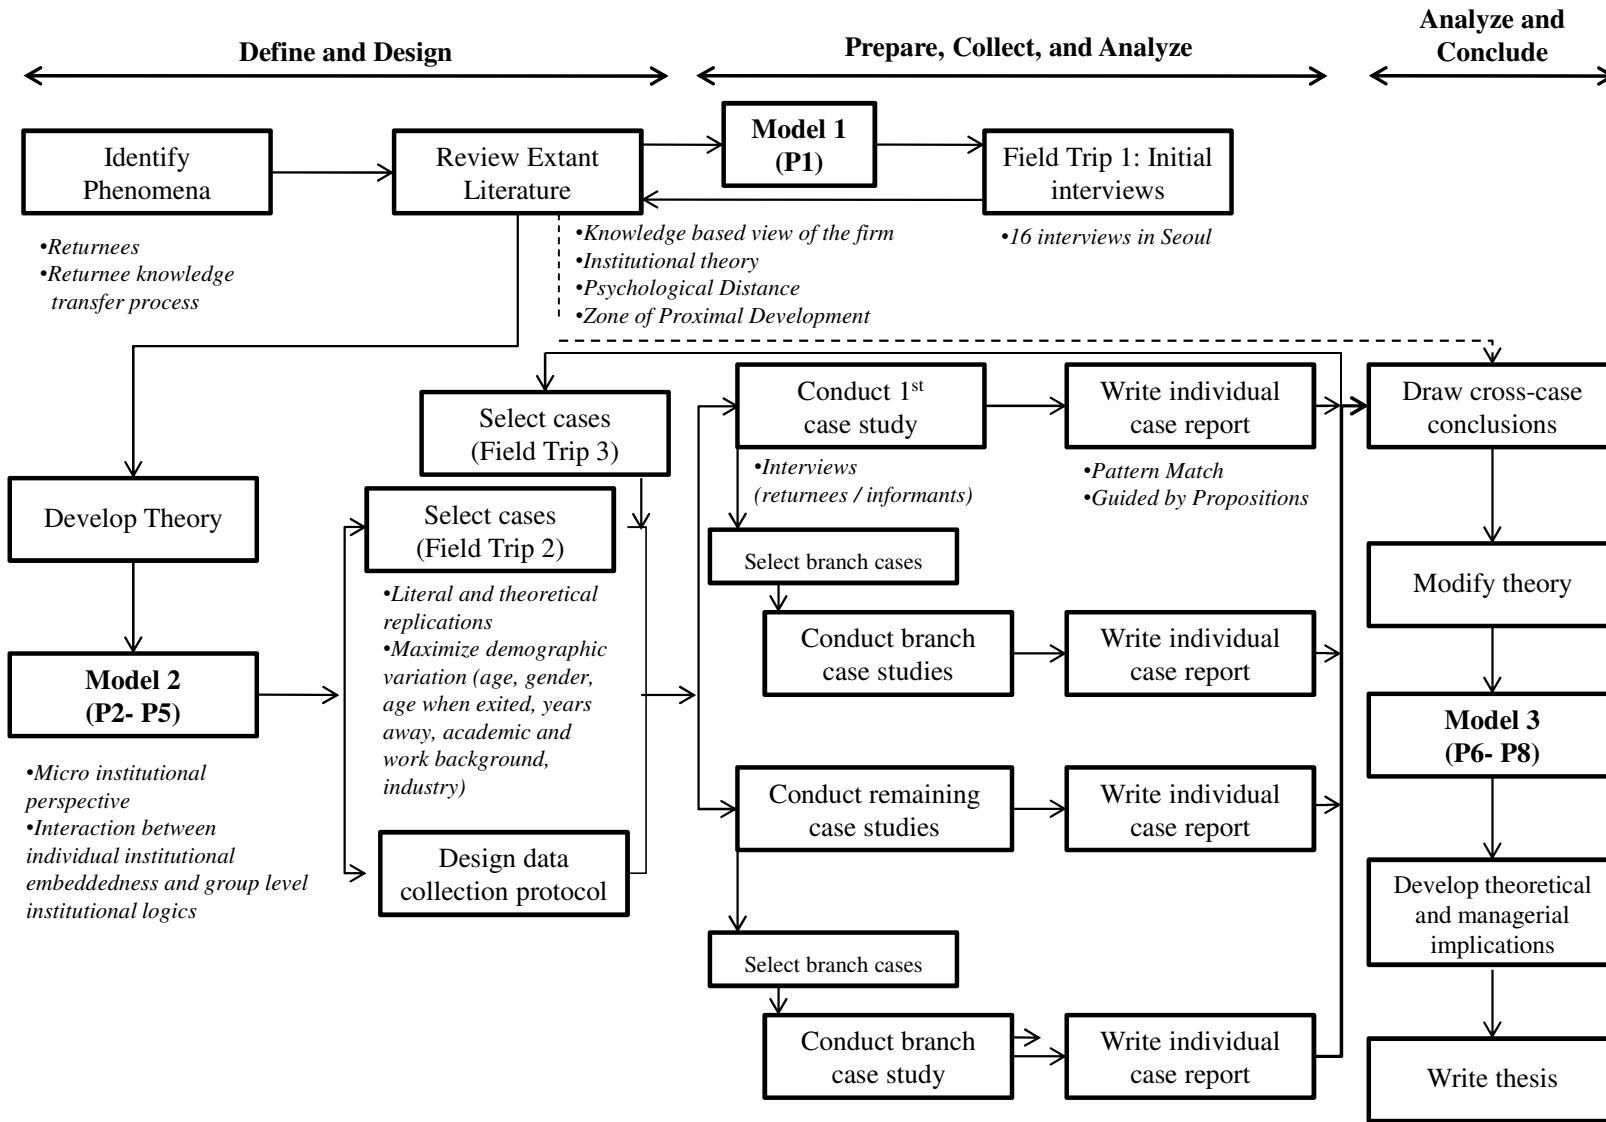 Define and Design
Prepare, Collect, and Analyze
Analyze and
Conclude
Identify
Phenomena
Review Extant
Literature
Model 1
(P1)
Field Trip 1: Initial
interviews
•Returnees
•Returnee knowledge
transfer process
•Knowledge based view of the firm
•Institutional theory
•Psychological Distance
•Zone of Proximal Development
•16 interviews in Seoul
Develop Theory
Model 2
(P2- P5)
•Micro institutional
perspective
•Interaction between
individual institutional
embeddedness and group level
institutional logics
Select cases
(Field Trip 3)
Select cases
(Field Trip 2)
•Literal and theoretical
replications
•Maximize demographic
variation (age, gender,
age when exited, years
away, academic and
work background,
industry)
Design data
collection protocol
Conduct 1st
case study
•Interviews
(returnees / informants)
Select branch cases
Conduct branch
case studies
Conduct remaining
case studies
Select branch cases
Conduct branch
case study
Write individual
case report
•Pattern Match
•Guided by Propositions
Write individual
case report
Write individual
case report
Write individual
case report
Draw cross-case
conclusions
Modify theory
Model 3
(P6- P8)
Develop theoretical
and managerial
implications
Write thesis